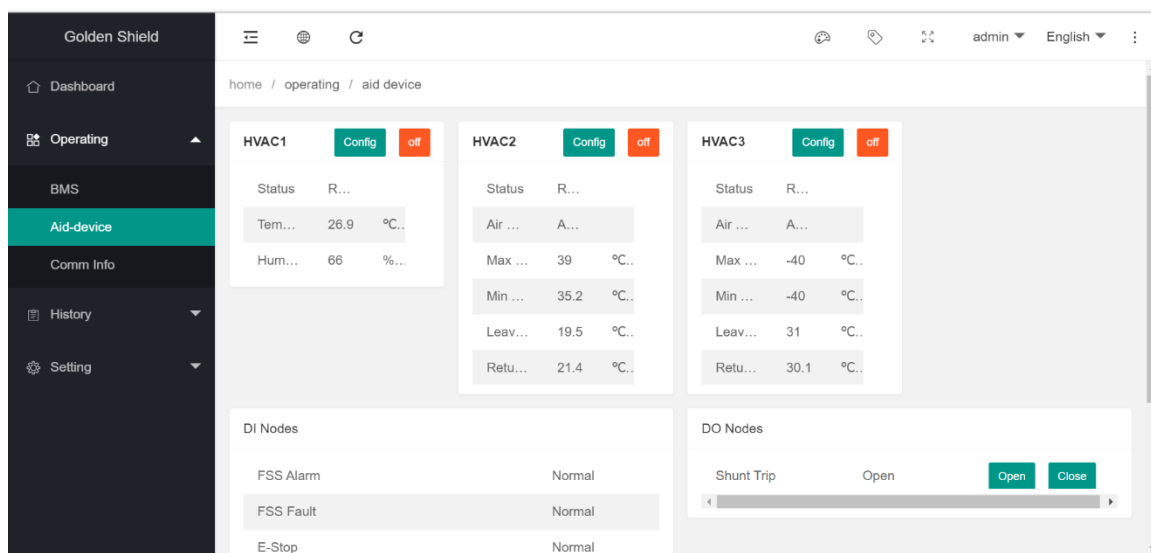 Golden Shield
admin English
Dashboard
home / operating / aid device
Operating
BMS
Aid-device
Comm Info
History
Setting
HVAC1 Config off
Status R...
Tem... 26.9 ℃..
Hum... 66 %...
HVAC2 Config off
Status R...
Air ... A...
Max ... 39 ℃..
Min ... 35.2 ℃..
Leav... 19.5 ℃..
Retu... 21.4 ℃..
HVAC3 Config off
Status R...
Air ... A...
Max ... -40 ℃..
Min ... -40 ℃..
Leav... 31 ℃..
Retu... 30.1 ℃..
DI Nodes
FSS Alarm Normal
FSS Fault Normal
E-Stop Normal
DO Nodes
Shunt Trip Open Open Close